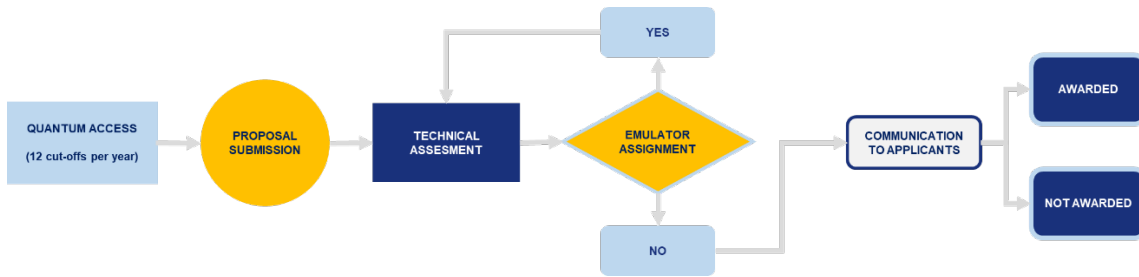 YES
QUANTUM ACCESS
(12 cut-offs per year)
PROPOSAL
SUBMISSION
TECHNICAL
ASSESMENT
EMULATOR
ASSIGNMENT
NO
COMMUNICATION
TO APPLICANTS
AWARDED
NOT AWARDED